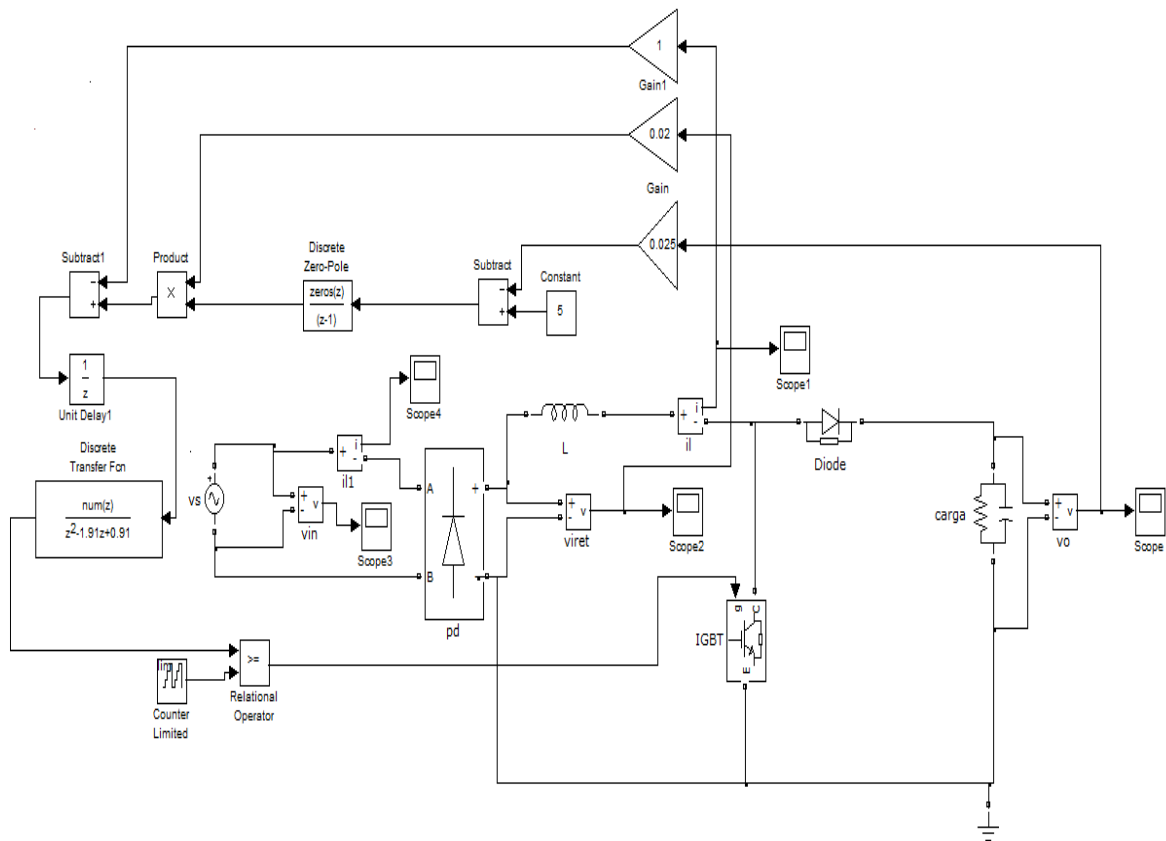 1
Gain1
0.02
Gain
0.025
Subtract1
-
+
Product
X
Discrete
Zero-Pole
zeros(z)
(z-1)
Subtract
-
+
Constant
5
1
z
Unit Delay1
Scope4
Scope1
Discrete
Transfer Fcn
num(z)
z²-1.91z+0.91
vs
+
+
-
i
il1
+
-
v
vin
Scope3
A
B
+
-
pd
L
+
-
i
il
+
-
v
viret
Scope2
Diode
carga
+
-
v
vo
Scope
g
C
E
IGBT
>=
Relational
Operator
Counter
Limited